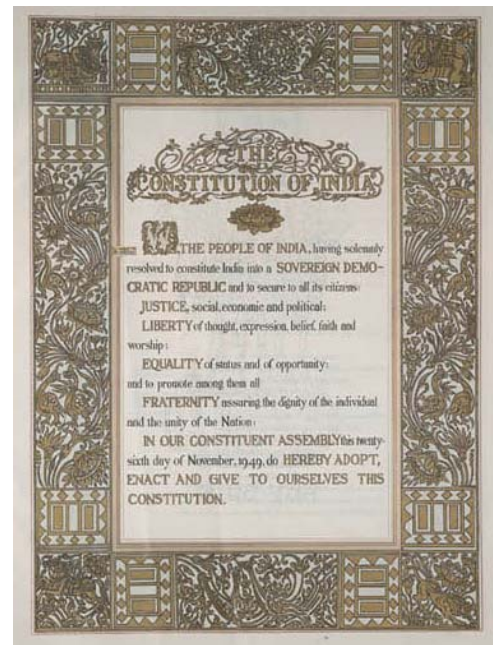 THE
CONSTITUTION OF INDIA
WE, THE PEOPLE OF INDIA, having solemnly
resolved to constitute India into a SOVEREIGN DEMO-
CRATIC REPUBLIC and to secure to all its citizens:
JUSTICE, social, economic and political;
LIBERTY of thought, expression, belief, faith and
worship;
EQUALITY of status and of opportunity;
and to promote among them all
FRATERNITY assuring the dignity of the individual
and the unity of the Nation;
IN OUR CONSTITUENT ASSEMBLY this twenty-
sixth day of November, 1949, do HEREBY ADOPT,
ENACT AND GIVE TO OURSELVES THIS
CONSTITUTION.